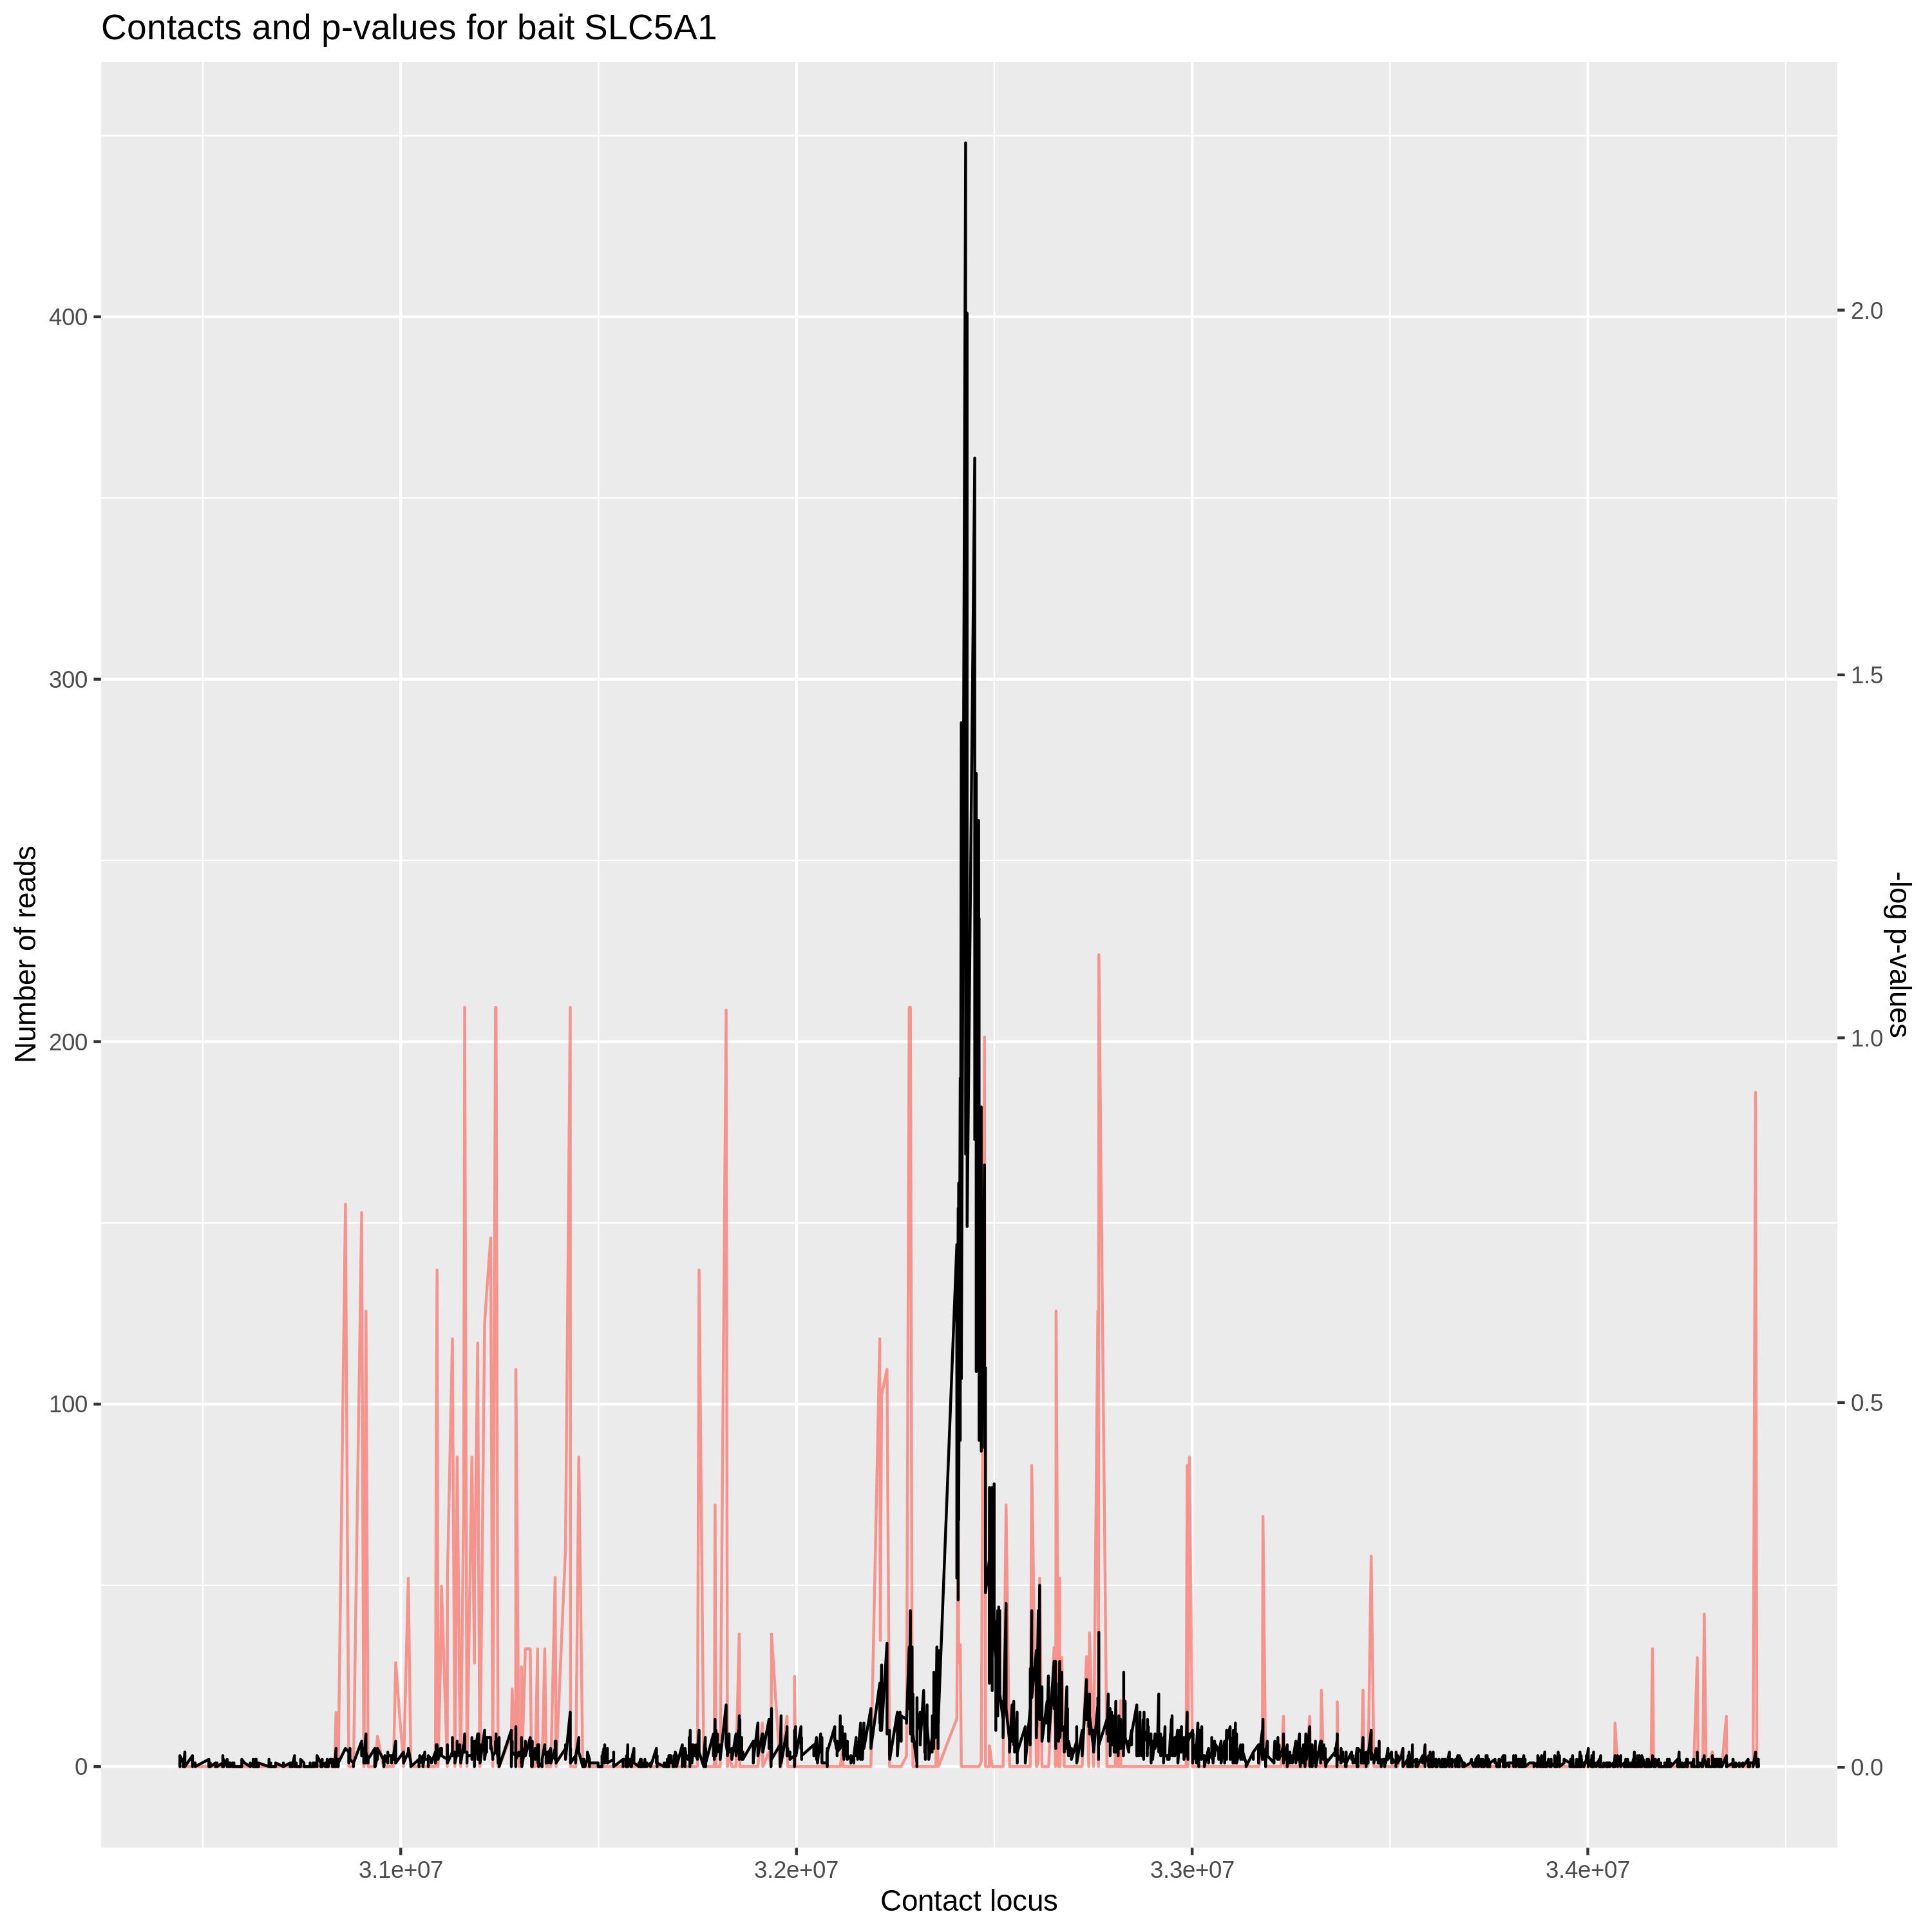 Contacts and p-values for bait SLC5A1
400
300
200
100
0
Number of reads
2.0
1.5
1.0
0.5
0.0
-log p-values
3.1e+07
3.2e+07
3.3e+07
3.4e+07
Contact locus